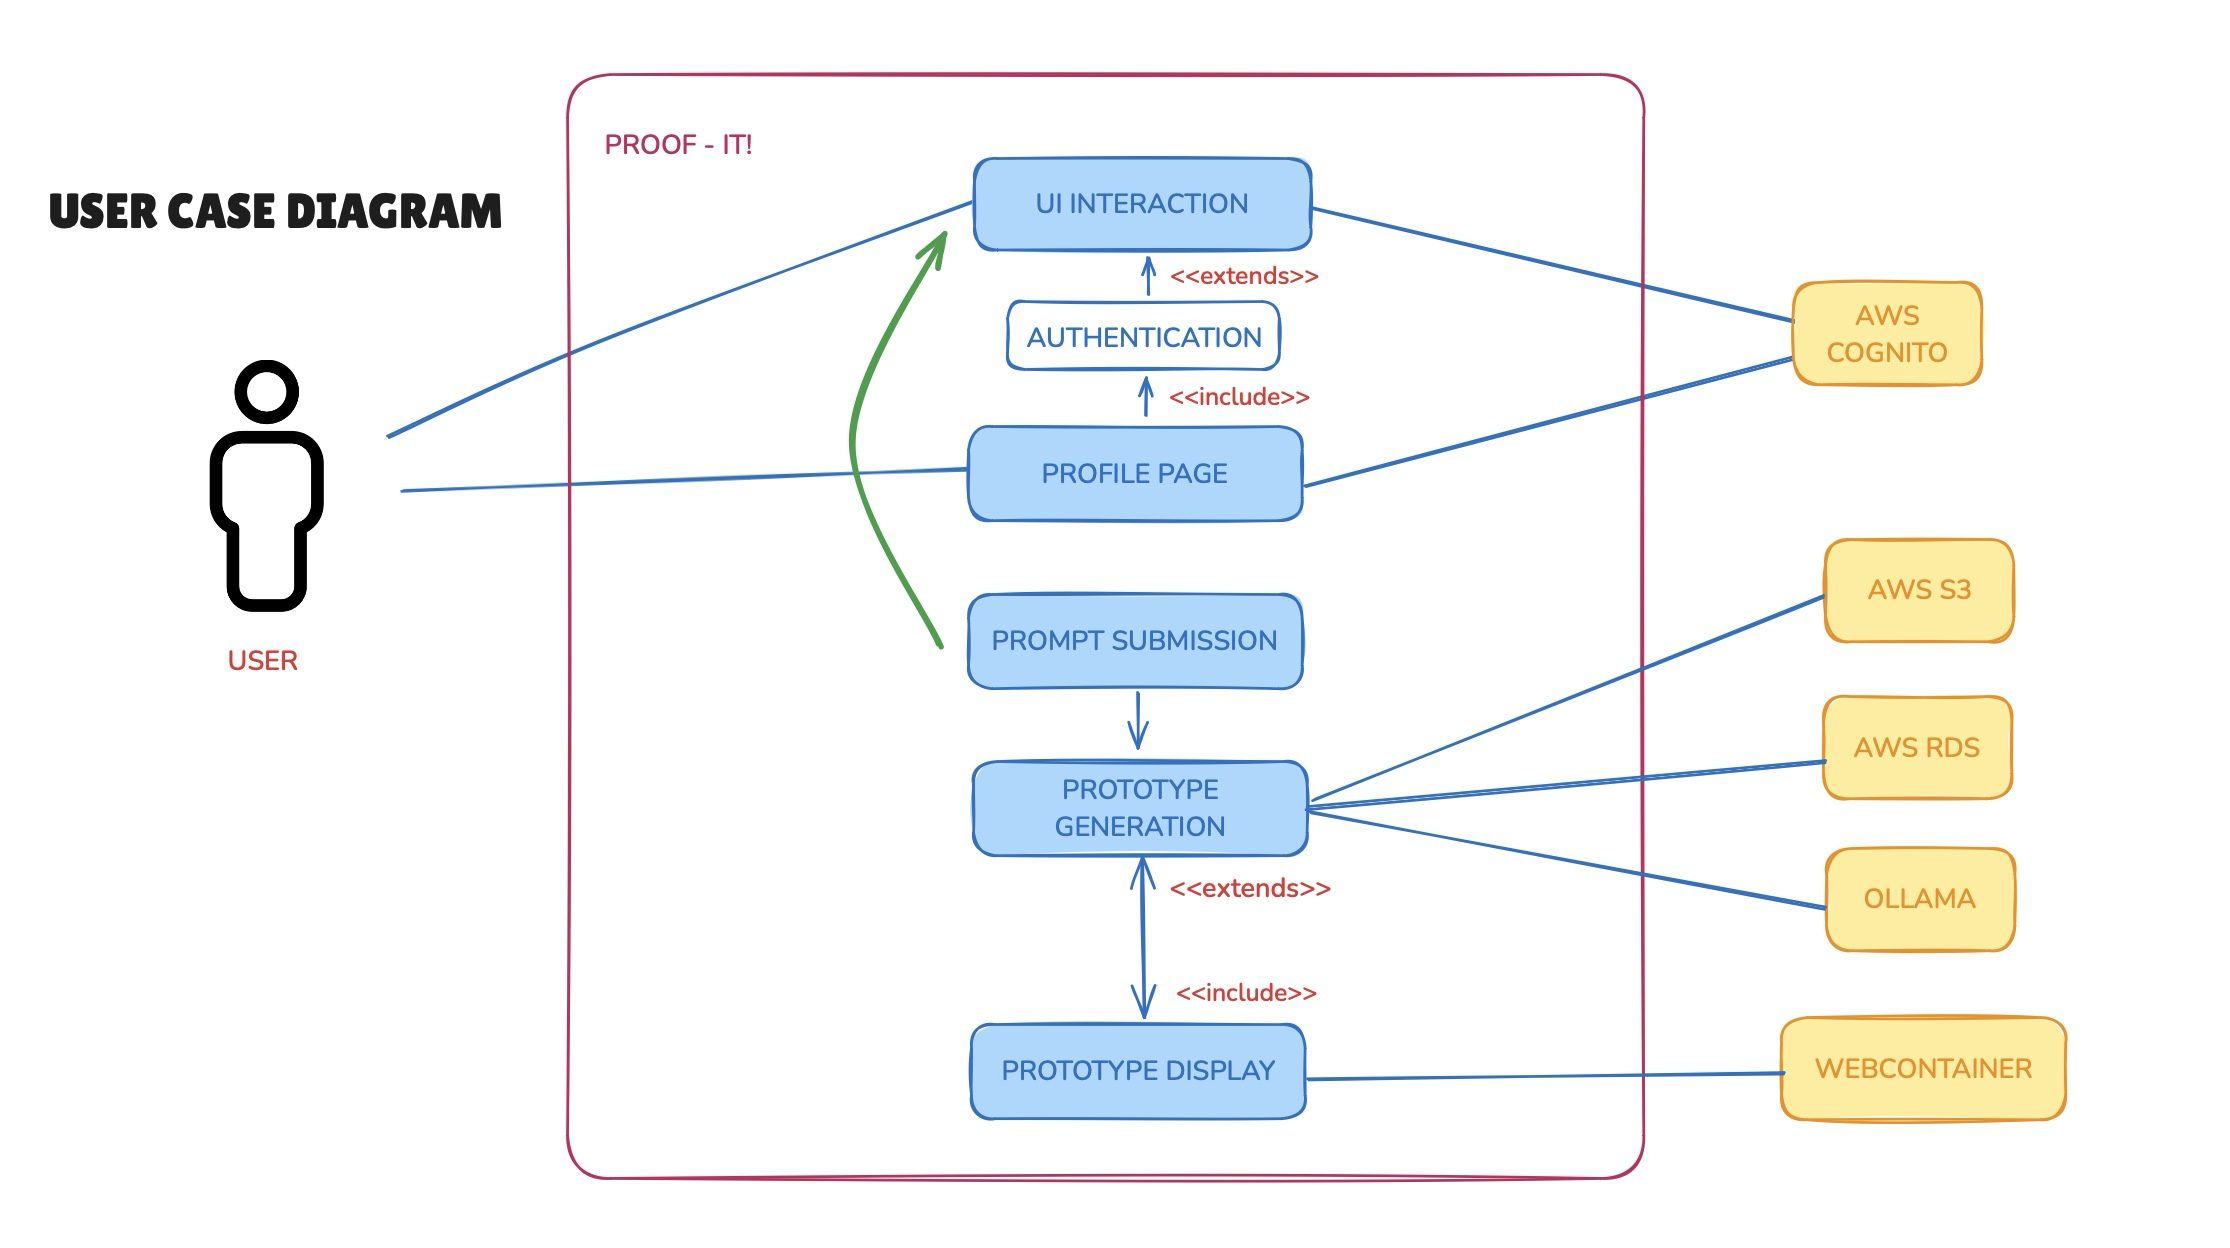 USER CASE DIAGRAM
PROOF - IT!
UI INTERACTION
<<extends>>
AUTHENTICATION
<<include>>
PROFILE PAGE
PROMPT SUBMISSION
PROTOTYPE
GENERATION
<<extends>>
<<include>>
PROTOTYPE DISPLAY
USER
AWS
COGNITO
AWS S3
AWS RDS
OLLAMA
WEBCONTAINER